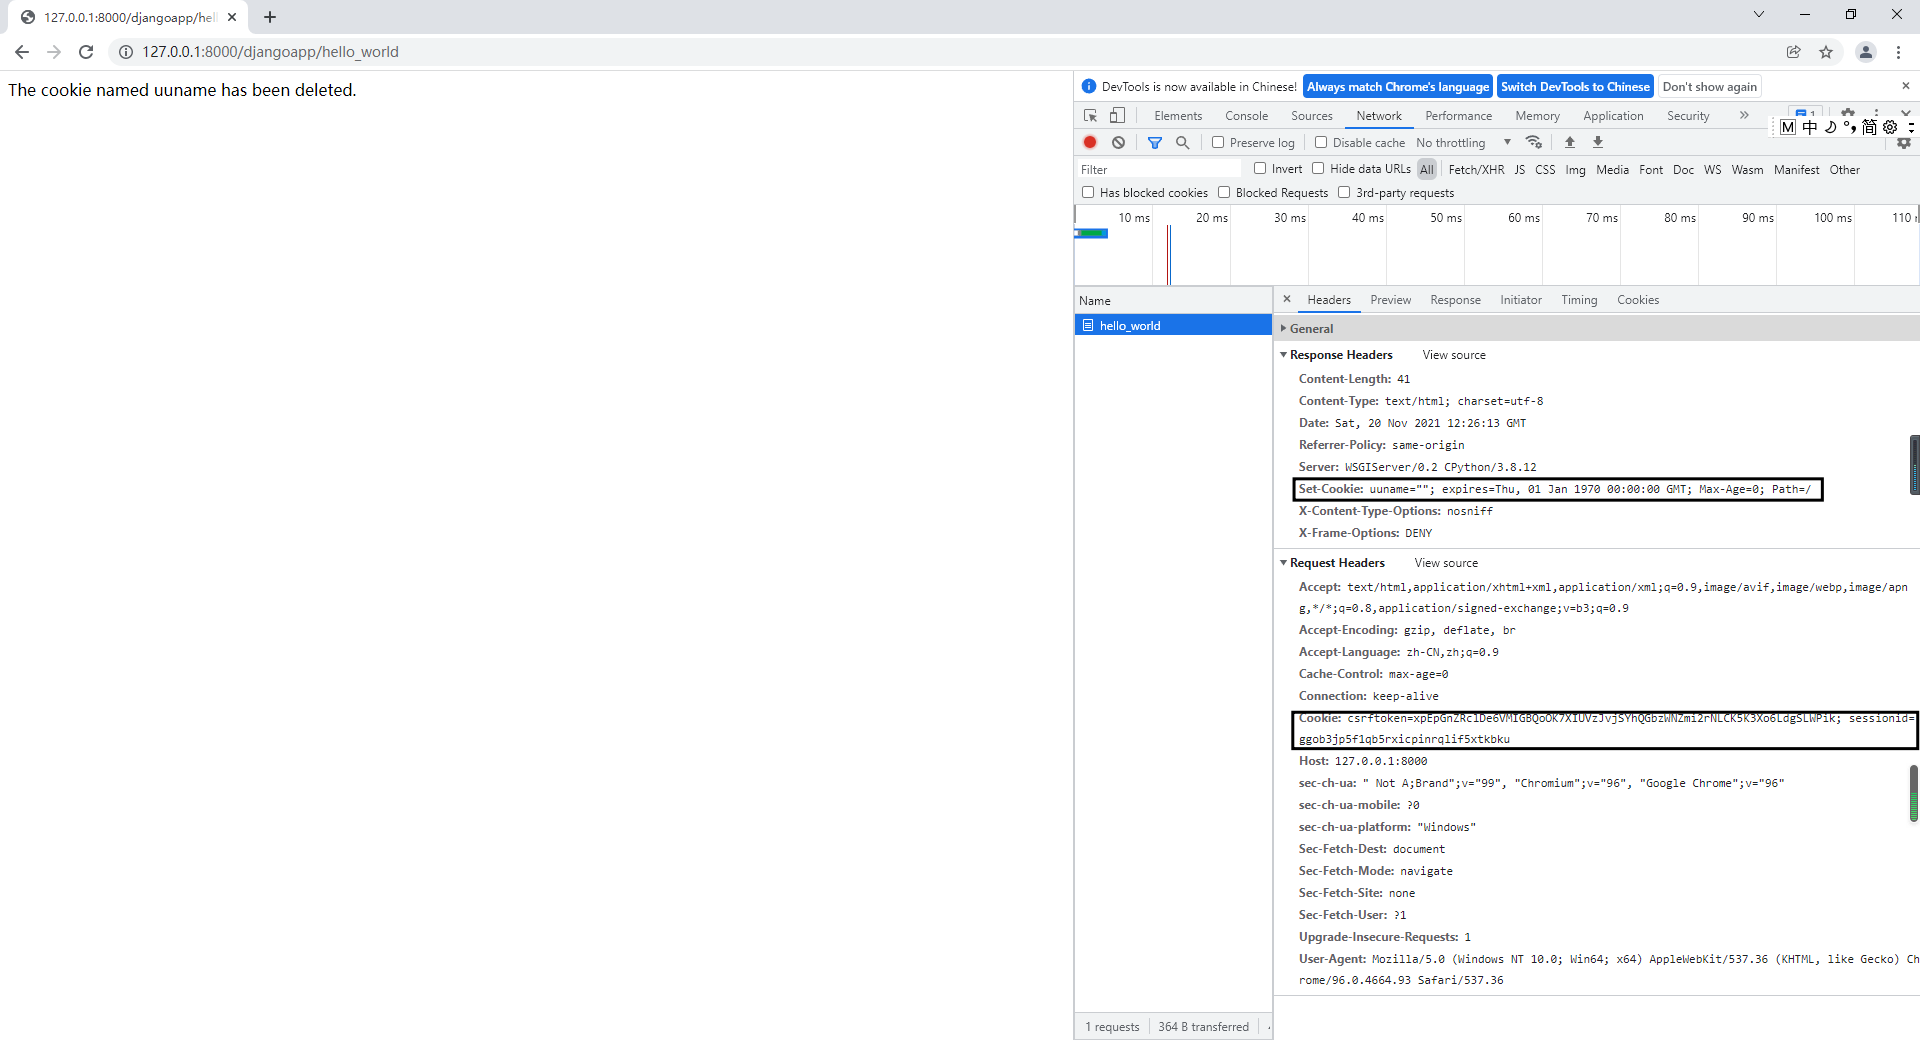 127.0.0.1:8000/djangoapp/hel
127.0.0.1:8000/djangoapp/hello_world
The cookie named uuname has been deleted.
DevTools is now available in Chinese! Always match Chrome's language Switch DevTools to Chinese Don't show again
Elements Console Sources Network Performance Memory Application Security » 1
M 中 简
Preserve log Disable cache No throttling
Filter Invert Hide data URLs All Fetch/XHR JS CSS Img Media Font Doc WS Wasm Manifest Other
Has blocked cookies Blocked Requests 3rd-party requests
10 ms 20 ms 30 ms 40 ms 50 ms 60 ms 70 ms 80 ms 90 ms 100 ms 110
Name
hello_world
Headers Preview Response Initiator Timing Cookies
General
Response Headers View source
Content-Length: 41
Content-Type: text/html; charset=utf-8
Date: Sat, 20 Nov 2021 12:26:13 GMT
Referrer-Policy: same-origin
Server: WSGIServer/0.2 CPython/3.8.12
Set-Cookie: uuname=""; expires=Thu, 01 Jan 1970 00:00:00 GMT; Max-Age=0; Path=/
X-Content-Type-Options: nosniff
X-Frame-Options: DENY
Request Headers View source
Accept: text/html,application/xhtml+xml,application/xml;q=0.9,image/avif,image/webp,image/apn
g,*/*;q=0.8,application/signed-exchange;v=b3;q=0.9
Accept-Encoding: gzip, deflate, br
Accept-Language: zh-CN,zh;q=0.9
Cache-Control: max-age=0
Connection: keep-alive
Cookie: csrftoken=xpEpGnZRclDe6VMIGBQoOK7XIUVzJvjSYhQGbzWNZmi2rNLCK5K3Xo6LdgSLWPik; sessionid=
ggob3jp5f1qb5rxicpinrqlif5xtkbku
Host: 127.0.0.1:8000
sec-ch-ua: " Not A;Brand";v="99", "Chromium";v="96", "Google Chrome";v="96"
sec-ch-ua-mobile: ?0
sec-ch-ua-platform: "Windows"
Sec-Fetch-Dest: document
Sec-Fetch-Mode: navigate
Sec-Fetch-Site: none
Sec-Fetch-User: ?1
Upgrade-Insecure-Requests: 1
User-Agent: Mozilla/5.0 (Windows NT 10.0; Win64; x64) AppleWebKit/537.36 (KHTML, like Gecko) Ch
rome/96.0.4664.93 Safari/537.36
1 requests 364 B transferred